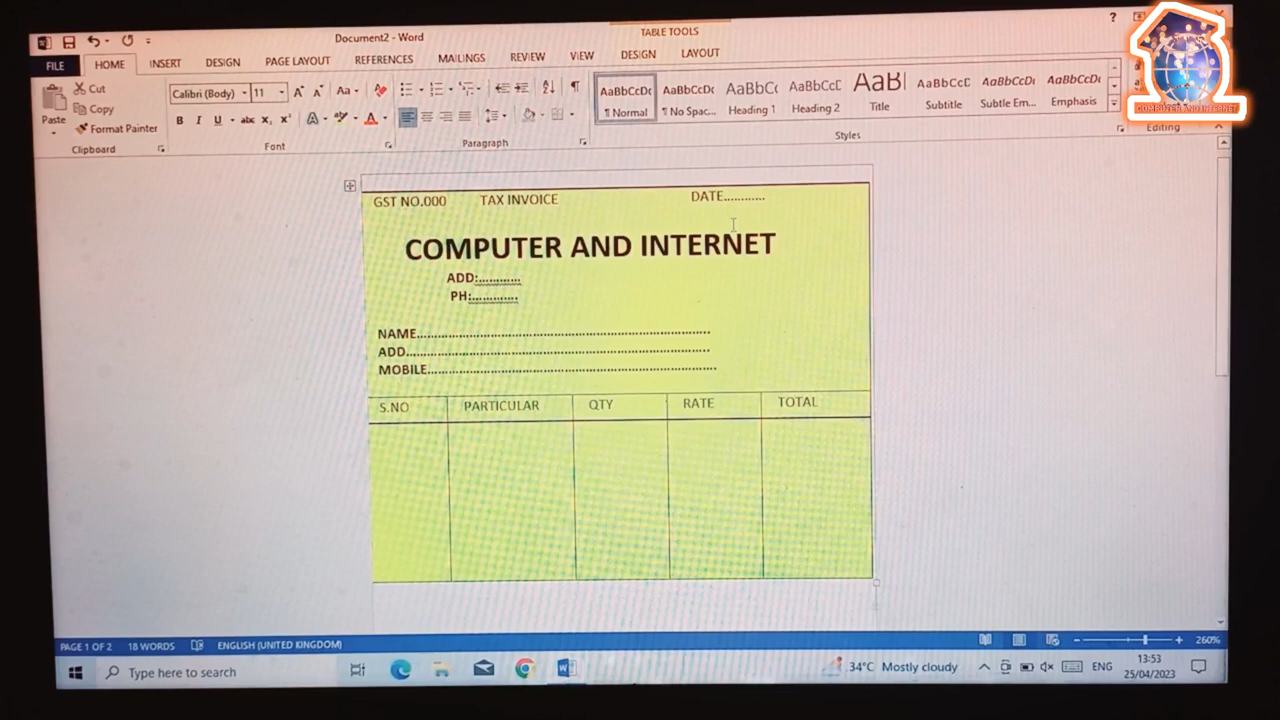 Document2 - Word
TABLE TOOLS
?
FILE HOME INSERT DESIGN PAGE LAYOUT REFERENCES MAILINGS REVIEW VIEW DESIGN LAYOUT
Cut
Copy
Format Painter
Paste
Clipboard
Calibri (Body) 11
Font
Paragraph
AaBbCcDc AaBbCcDc AaBbC AaBbCcC AaB AaBbCcC AaBbCcDc AaBbCcDc
¶ Normal ¶ No Spac... Heading 1 Heading 2 Title Subtitle Subtle Em... Emphasis
Styles
Editing
COMPUTER AND INTERNET
GST NO.000 TAX INVOICE DATE............
COMPUTER AND INTERNET
ADD:............
PH:.............
NAME................................................................................
ADD...................................................................................
MOBILE...............................................................................
S.NO PARTICULAR QTY RATE TOTAL
PAGE 1 OF 2 18 WORDS ENGLISH (UNITED KINGDOM) 260%
Type here to search
34°C Mostly cloudy
ENG
13:53
25/04/2023